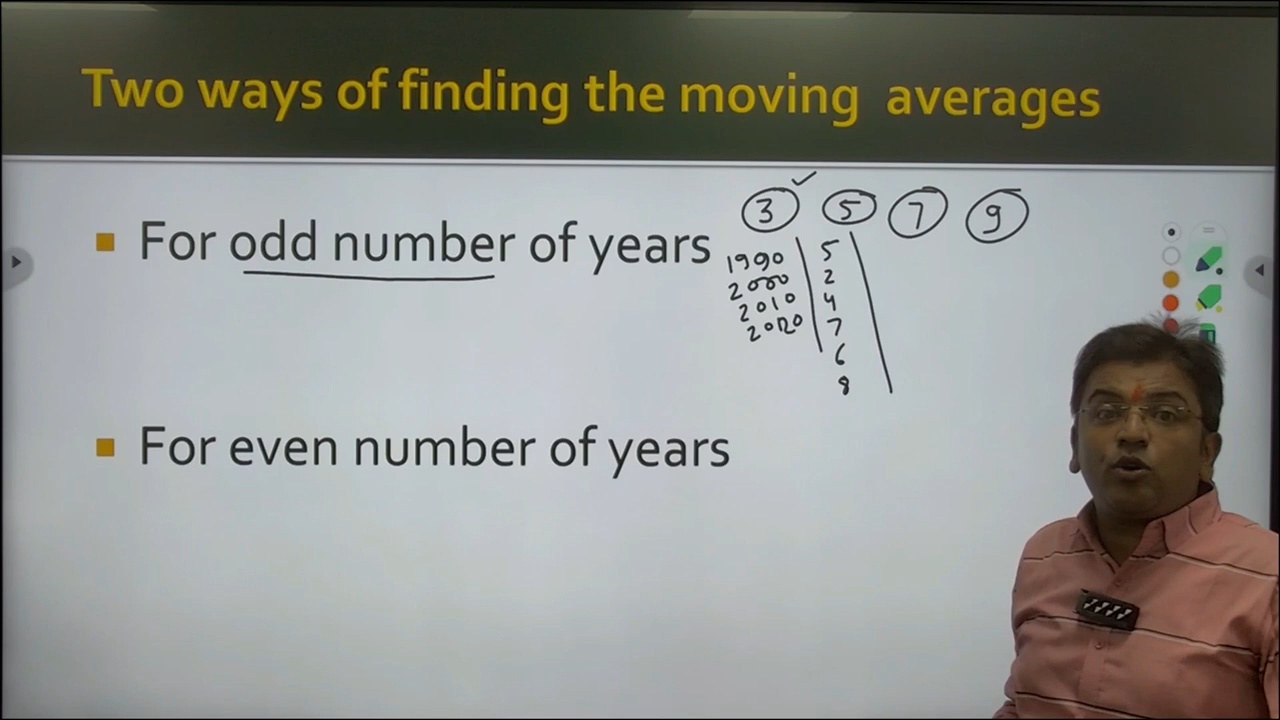 Two ways of finding the moving averages
For odd number of years
3 5 7 9
1990 5
2000 2
2010 4
2020 7
6
8
For even number of years